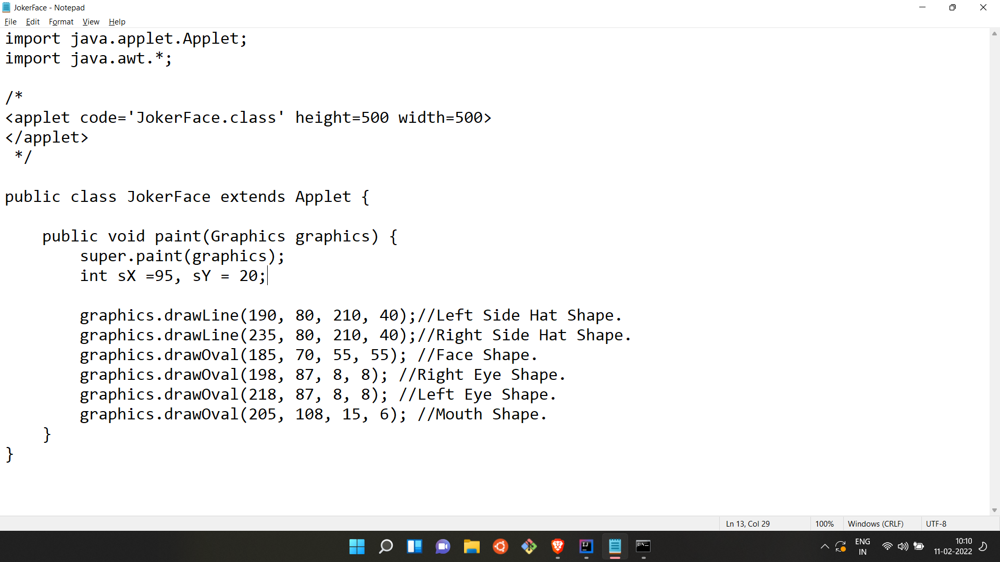 JokerFace - Notepad
File Edit Format View Help
import java.applet.Applet;
import java.awt.*;
/*
<applet code='JokerFace.class' height=500 width=500>
</applet>
*/
public class JokerFace extends Applet {
public void paint(Graphics graphics) {
super.paint(graphics);
int sX =95, sY = 20;
graphics.drawLine(190, 80, 210, 40);//Left Side Hat Shape.
graphics.drawLine(235, 80, 210, 40);//Right Side Hat Shape.
graphics.drawOval(185, 70, 55, 55); //Face Shape.
graphics.drawOval(198, 87, 8, 8); //Right Eye Shape.
graphics.drawOval(218, 87, 8, 8); //Left Eye Shape.
graphics.drawOval(205, 108, 15, 6); //Mouth Shape.
}
}
Ln 13, Col 29 100% Windows (CRLF) UTF-8
IJ C:\_ ENG 10:10
IN 11-02-2022